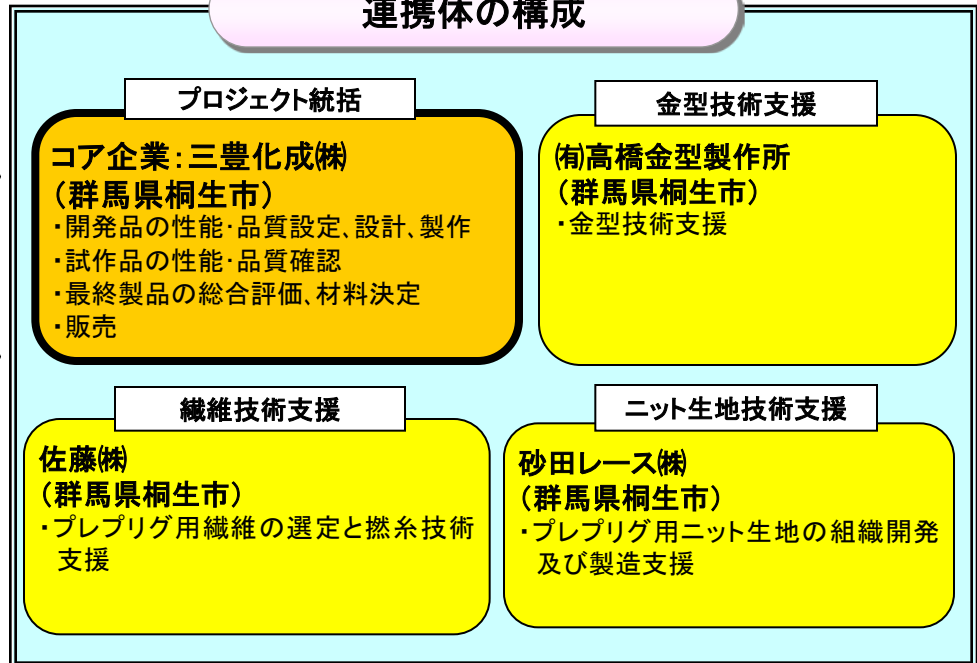 連携体の構成
プロジェクト統括
コア企業:三豊化成㈱
(群馬県桐生市)
・開発品の性能・品質設定、設計、製作
・試作品の性能・品質確認
・最終製品の総合評価、材料決定
・販売
金型技術支援
㈲高橋金型製作所
(群馬県桐生市)
・金型技術支援
繊維技術支援
佐藤㈱
(群馬県桐生市)
・プレプリグ用繊維の選定と撚糸技術
支援
ニット生地技術支援
砂田レース㈱
(群馬県桐生市)
・プレプリグ用ニット生地の組織開発
及び製造支援